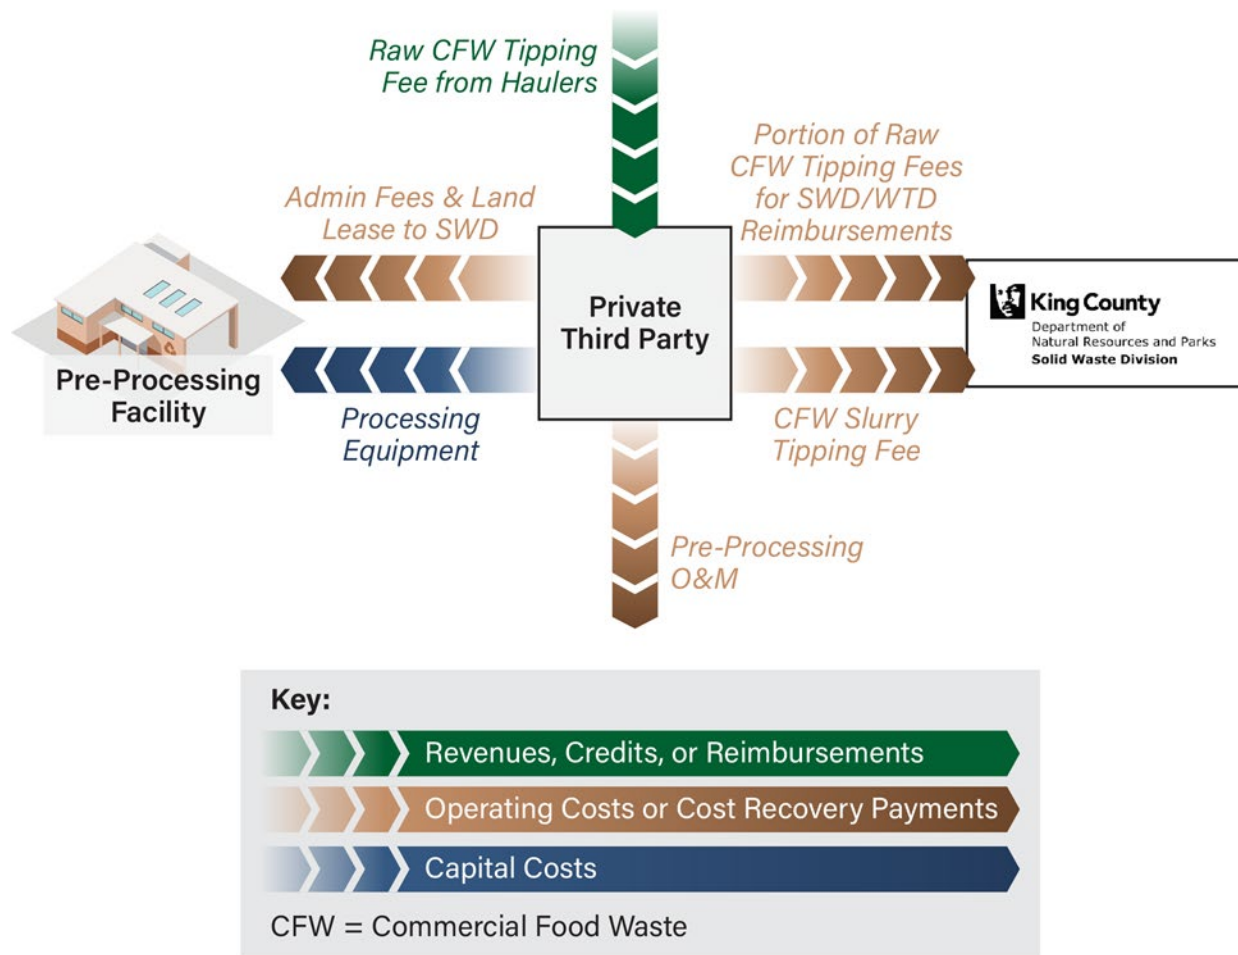 Raw CFW Tipping
Fee from Haulers
Portion of Raw
CFW Tipping Fees
for SWD/WTD
Reimbursements
Admin Fees & Land
Lease to SWD
Private
Third Party
King County
Department of
Natural Resources and Parks
Solid Waste Division
Pre-Processing
Facility
Processing
Equipment
CFW Slurry
Tipping Fee
Pre-Processing
O&M
Key:
Revenues, Credits, or Reimbursements
Operating Costs or Cost Recovery Payments
Capital Costs
CFW = Commercial Food Waste